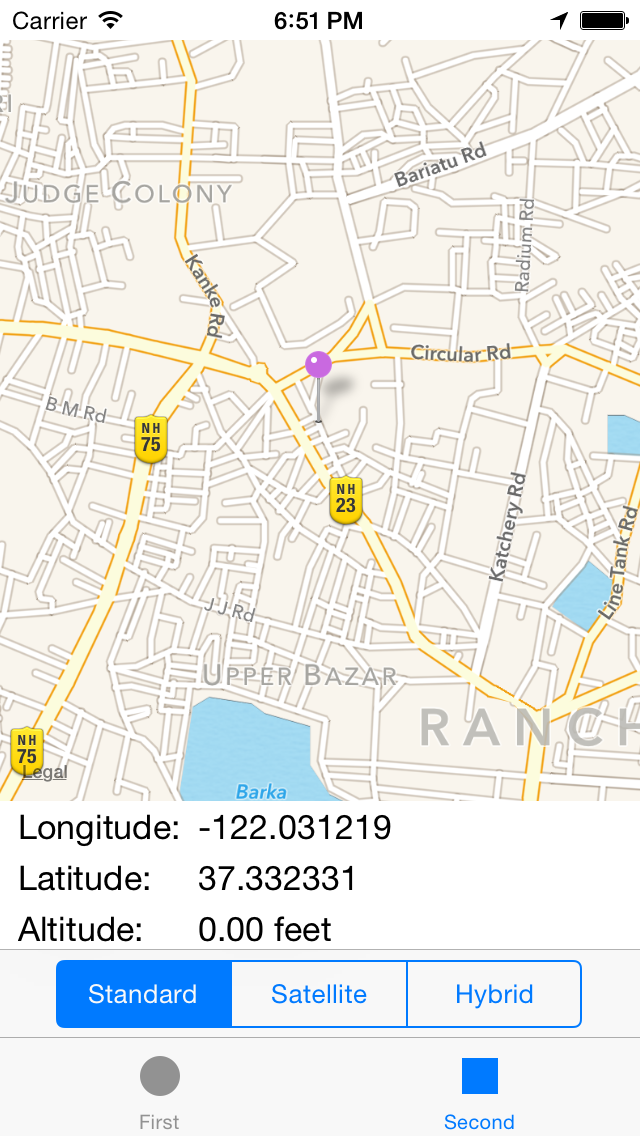 Carrier 6:51 PM
Bariatu Rd
JUDGE COLONY
Radium Rd
Kanke Rd
Circular Rd
B M Rd
NH
75
NH
23
Katchery Rd
Line Tank Rd
J J Rd
UPPER BAZAR
RANCH
NH
75
Legal
Barka
Longitude: -122.031219
Latitude: 37.332331
Altitude: 0.00 feet
Standard Satellite Hybrid
First Second